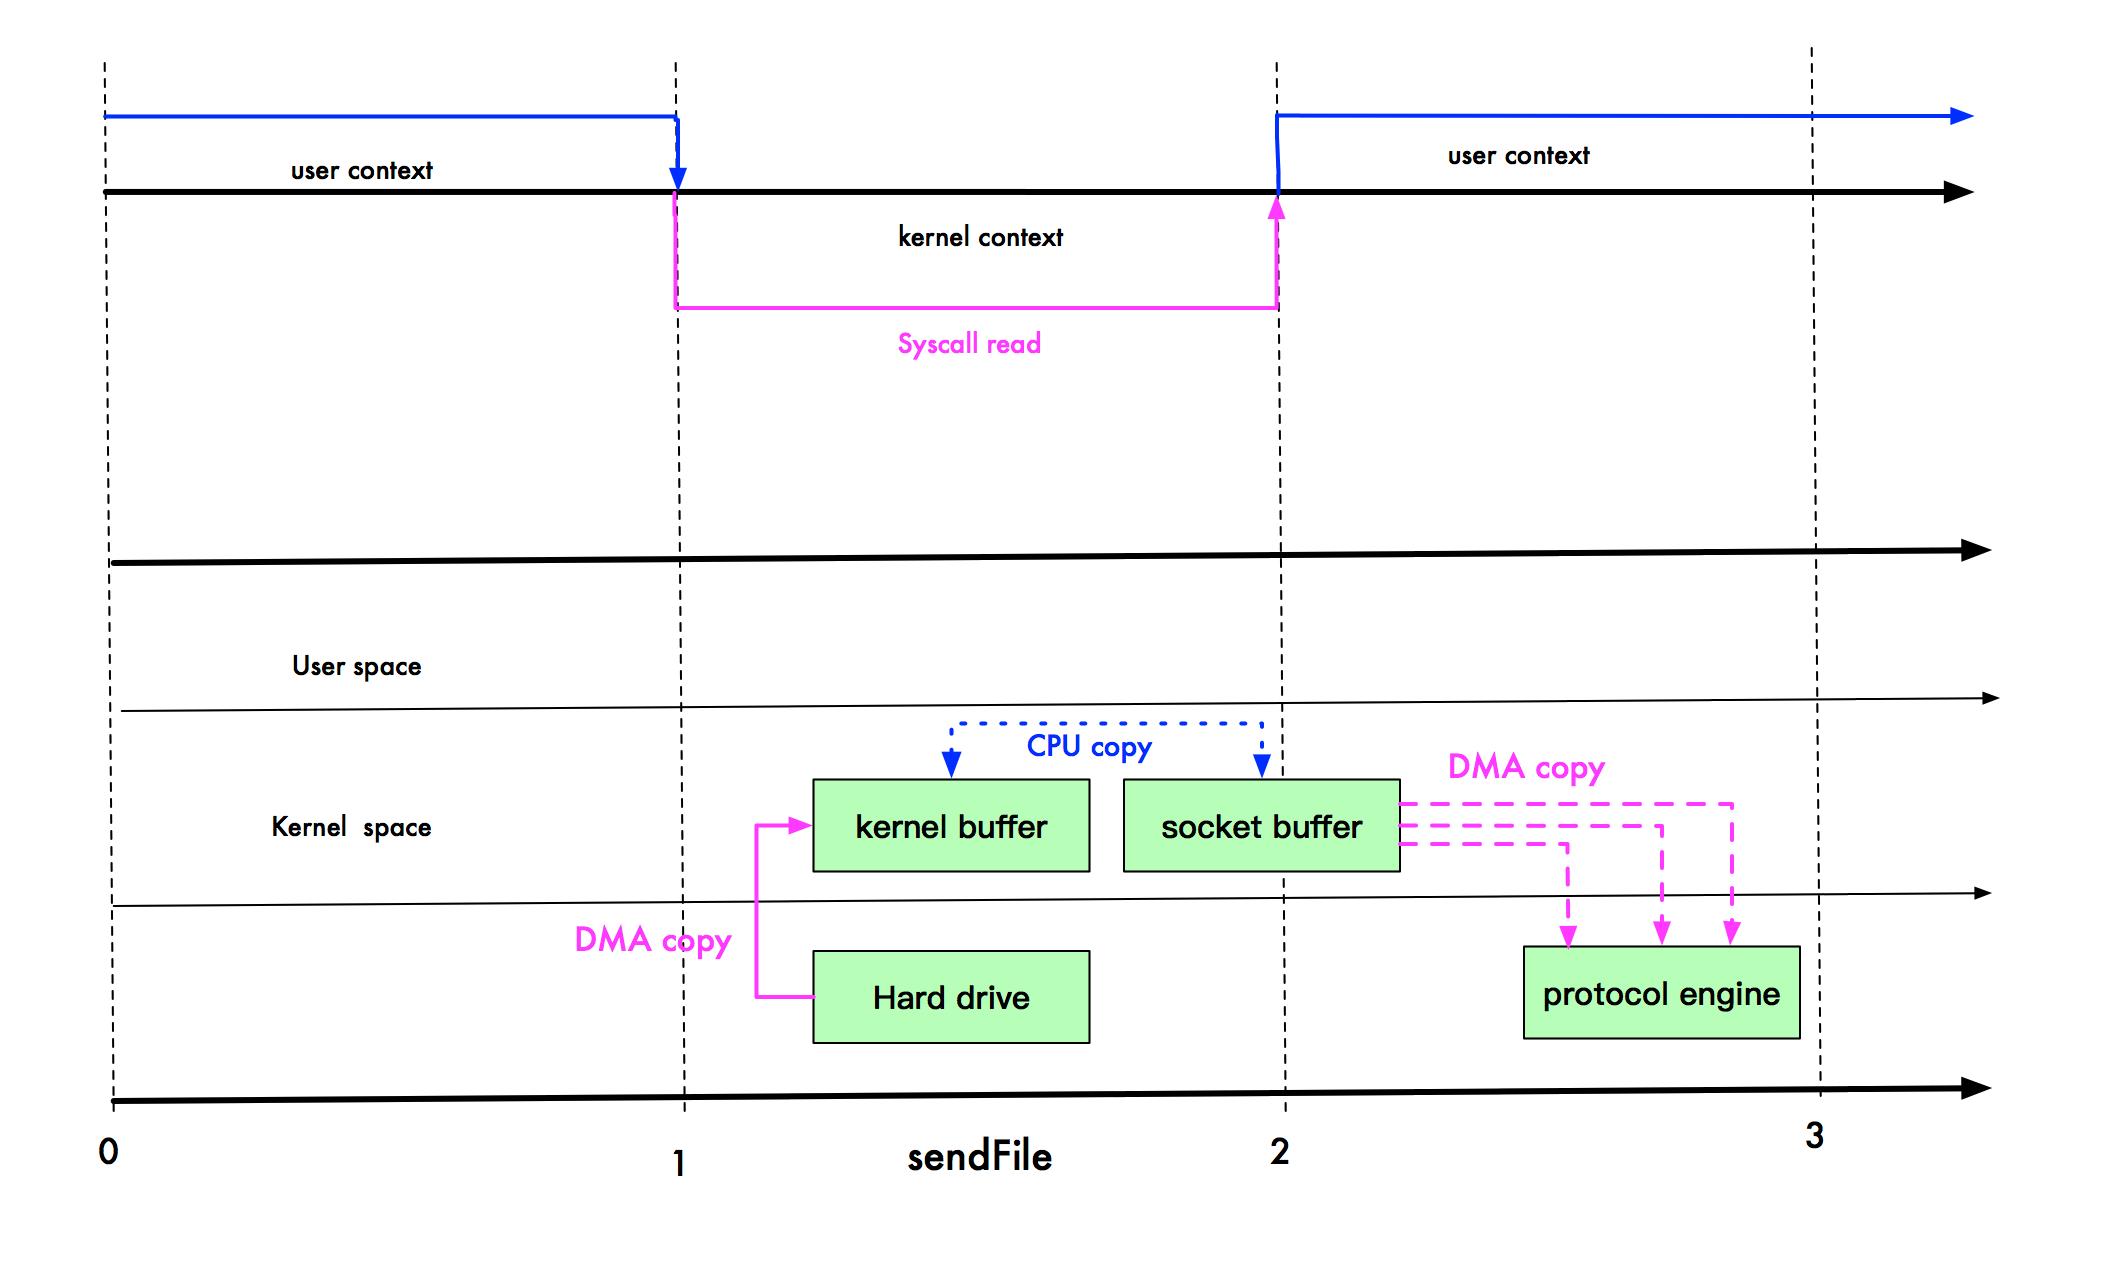 user context
user context
kernel context
Syscall read
User space
CPU copy
DMA copy
Kernel space
kernel buffer
socket buffer
DMA copy
Hard drive
protocol engine
0
1
sendFile
2
3